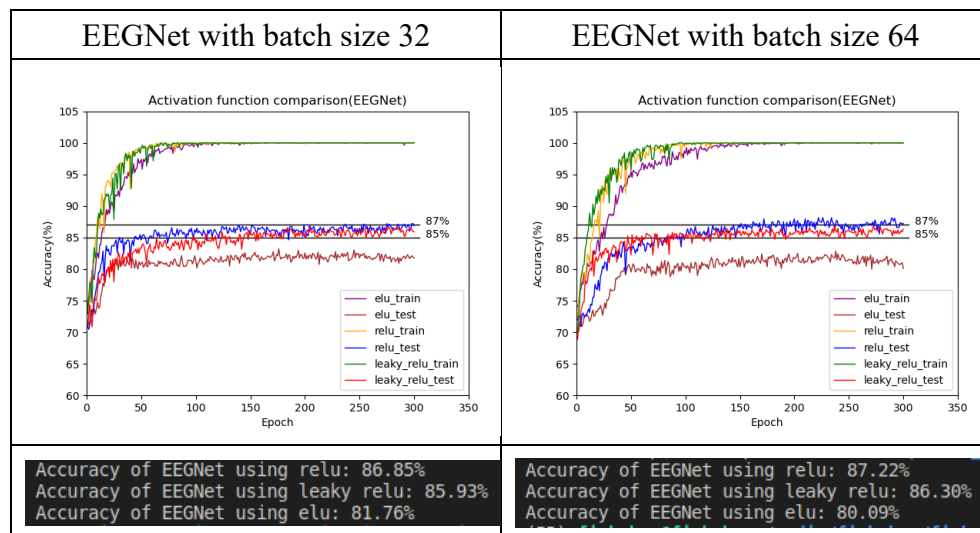 EEGNet with batch size 32
EEGNet with batch size 64
Activation function comparison(EEGNet)
105
100
95
90
85
80
75
70
65
60
Accuracy(%)
87%
85%
elu_train
elu_test
relu_train
relu_test
leaky_relu_train
leaky_relu_test
0
50
100
150
200
250
300
350
Epoch
Activation function comparison(EEGNet)
105
100
95
90
85
80
75
70
65
60
Accuracy(%)
87%
85%
elu_train
elu_test
relu_train
relu_test
leaky_relu_train
leaky_relu_test
0
50
100
150
200
250
300
350
Epoch
Accuracy of EEGNet using relu: 86.85%
Accuracy of EEGNet using leaky relu: 85.93%
Accuracy of EEGNet using elu: 81.76%
Accuracy of EEGNet using relu: 87.22%
Accuracy of EEGNet using leaky relu: 86.30%
Accuracy of EEGNet using elu: 80.09%